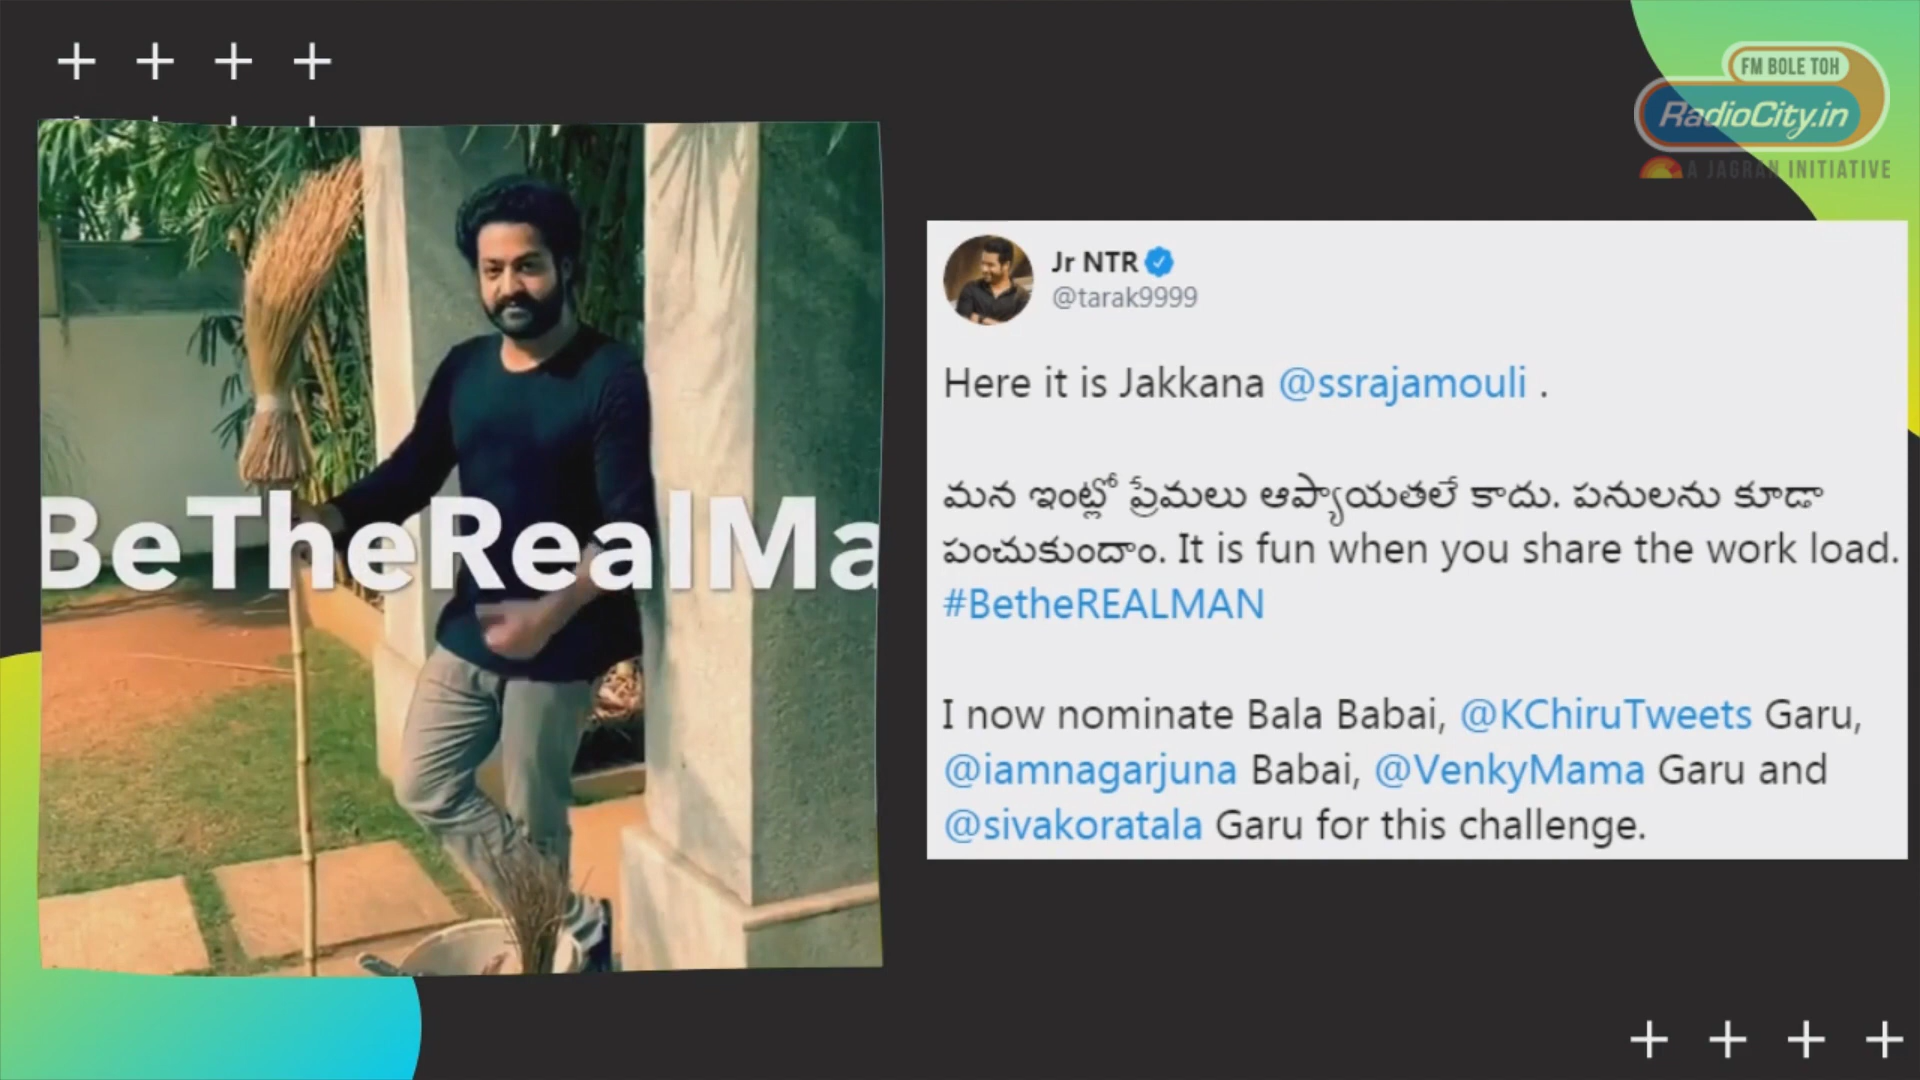 FM BOLE TOH
RadioCity.in
A JAGRAN INITIATIVE
BeTheRealMa
Jr NTR
@tarak9999
Here it is Jakkana @ssrajamouli .
మన ఇంట్లో ప్రేమలు ఆప్యాయతలే కాదు. పనులను కూడా
పంచుకుందాం. It is fun when you share the work load.
#BetheREALMAN
I now nominate Bala Babai, @KChiruTweets Garu,
@iamnagarjuna Babai, @VenkyMama Garu and
@sivakoratala Garu for this challenge.